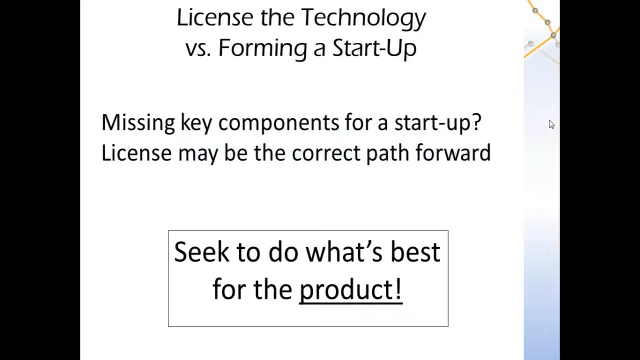 License the Technology
vs. Forming a Start-Up
Missing key components for a start-up?
License may be the correct path forward
Seek to do what's best
for the product!